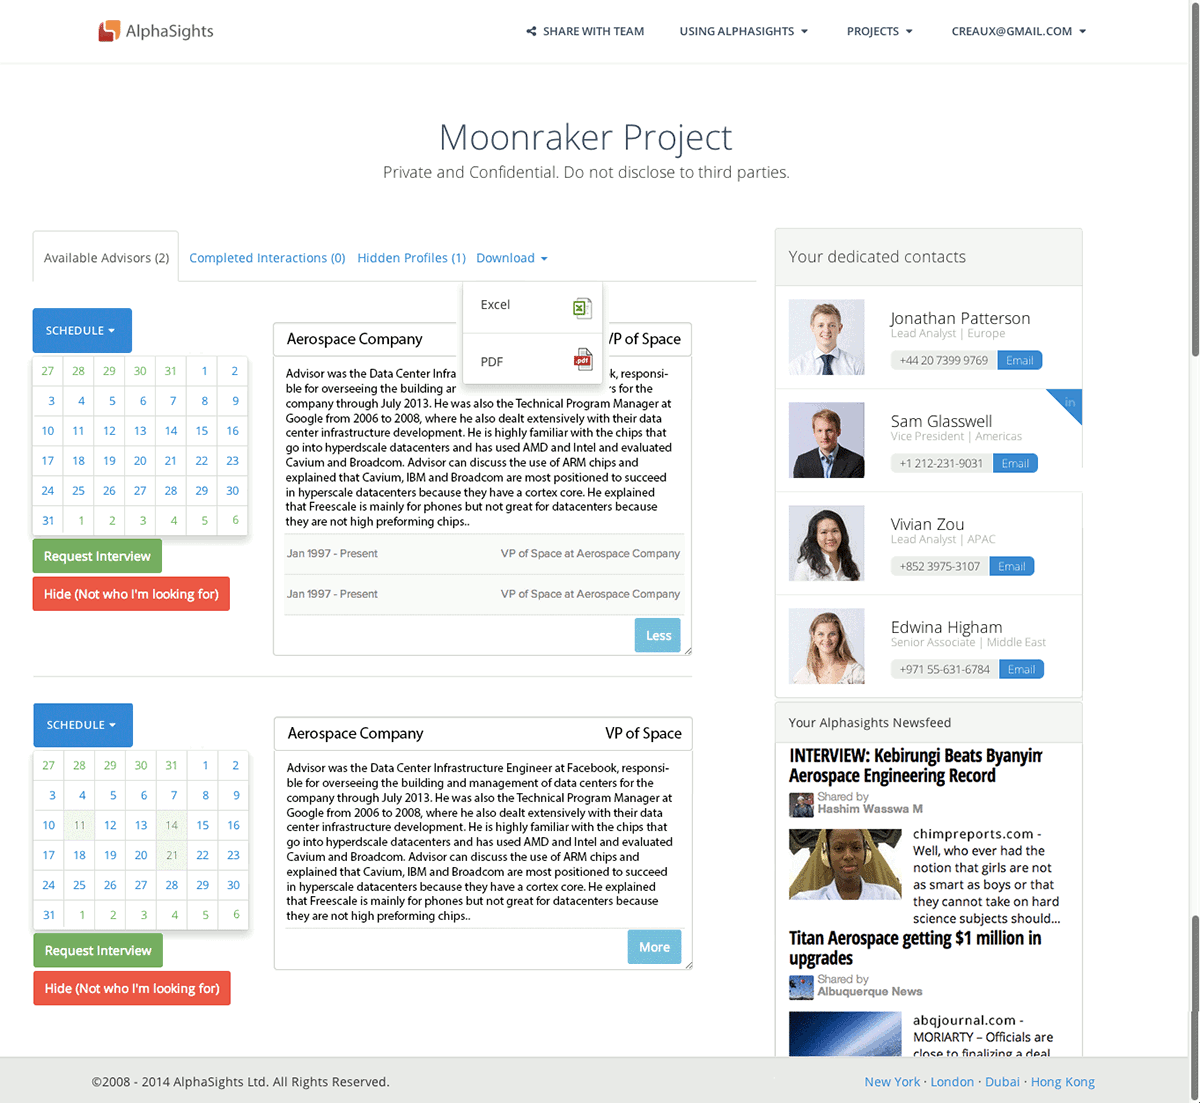 AlphaSights
SHARE WITH TEAM
USING ALPHASIGHTS
PROJECTS
CREAUX@GMAIL.COM
Moonraker Project
Private and Confidential. Do not disclose to third parties.
Available Advisors (2)
Completed Interactions (0)
Hidden Profiles (1)
Download
Excel
PDF
.pdf
SCHEDULE
27 28 29 30 31 1 2
3 4 5 6 7 8 9
10 11 12 13 14 15 16
17 18 19 20 21 22 23
24 25 26 27 28 29 30
31 1 2 3 4 5 6
Request Interview
Hide (Not who I'm looking for)
Aerospace Company
VP of Space
Advisor was the Data Center Infra k, responsi-
ble for overseeing the building ar s for the
company through July 2013. He was also the Technical Program Manager at
Google from 2006 to 2008, where he also dealt extensively with their data
center infrastructure development. He is highly familiar with the chips that
go into hyperdscale datacenters and has used AMD and Intel and evaluated
Cavium and Broadcom. Advisor can discuss the use of ARM chips and
explained that Cavium, IBM and Broadcom are most positioned to succeed
in hyperscale datacenters because they have a cortex core. He explained
that Freescale is mainly for phones but not great for datacenters because
they are not high preforming chips..
Jan 1997 - Present
VP of Space at Aerospace Company
Jan 1997 - Present
VP of Space at Aerospace Company
Less
SCHEDULE
27 28 29 30 31 1 2
3 4 5 6 7 8 9
10 11 12 13 14 15 16
17 18 19 20 21 22 23
24 25 26 27 28 29 30
31 1 2 3 4 5 6
Request Interview
Hide (Not who I'm looking for)
Aerospace Company
VP of Space
Advisor was the Data Center Infrastructure Engineer at Facebook, responsi-
ble for overseeing the building and management of data centers for the
company through July 2013. He was also the Technical Program Manager at
Google from 2006 to 2008, where he also dealt extensively with their data
center infrastructure development. He is highly familiar with the chips that
go into hyperdscale datacenters and has used AMD and Intel and evaluated
Cavium and Broadcom. Advisor can discuss the use of ARM chips and
explained that Cavium, IBM and Broadcom are most positioned to succeed
in hyperscale datacenters because they have a cortex core. He explained
that Freescale is mainly for phones but not great for datacenters because
they are not high preforming chips..
More
Your dedicated contacts
Jonathan Patterson
Lead Analyst | Europe
+44 20 7399 9769 Email
in
Sam Glasswell
Vice President | Americas
+1 212-231-9031 Email
Vivian Zou
Lead Analyst | APAC
+852 3975-3107 Email
Edwina Higham
Senior Associate | Middle East
+971 55-631-6784 Email
Your Alphasights Newsfeed
INTERVIEW: Kebirungi Beats Byanyim
Aerospace Engineering Record
Shared by
Hashim Wasswa M
chimpreports.com -
Well, who ever had the
notion that girls are not
as smart as boys or that
they cannot take on hard
science subjects should...
Titan Aerospace getting $1 million in
upgrades
Shared by
Albuquerque News
abqjournal.com -
MORIARTY – Officials are
close to finalizing a deal
©2008 - 2014 AlphaSights Ltd. All Rights Reserved.
New York · London · Dubai · Hong Kong